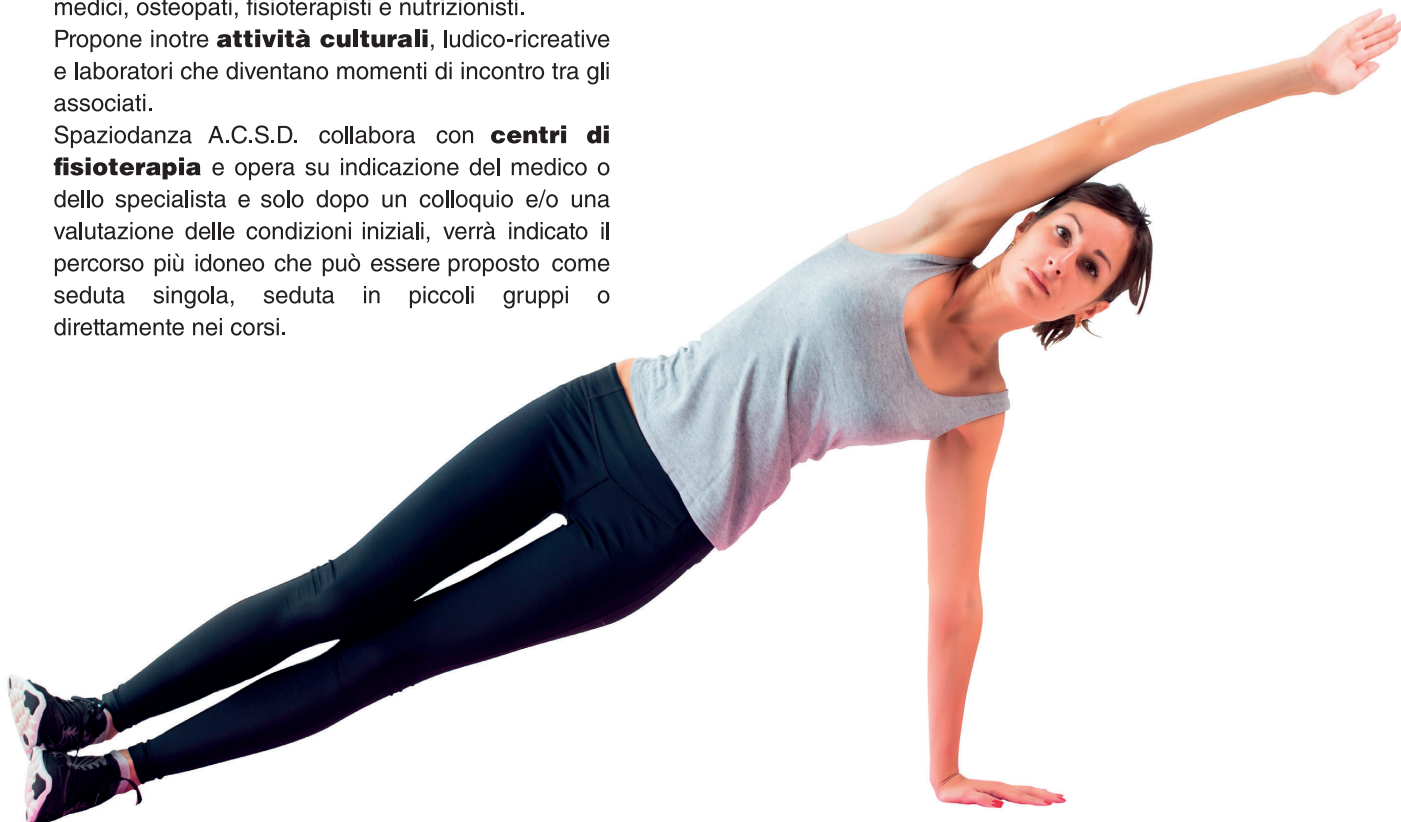 medici, osteopati, fisioterapisti e nutrizionisti.
Propone inotre attività culturali, ludico-ricreative
e laboratori che diventano momenti di incontro tra gli
associati.
Spaziodanza A.C.S.D. collabora con centri di
fisioterapia e opera su indicazione del medico o
dello specialista e solo dopo un colloquio e/o una
valutazione delle condizioni iniziali, verrà indicato il
percorso più idoneo che può essere proposto come
seduta singola, seduta in piccoli gruppi o
direttamente nei corsi.